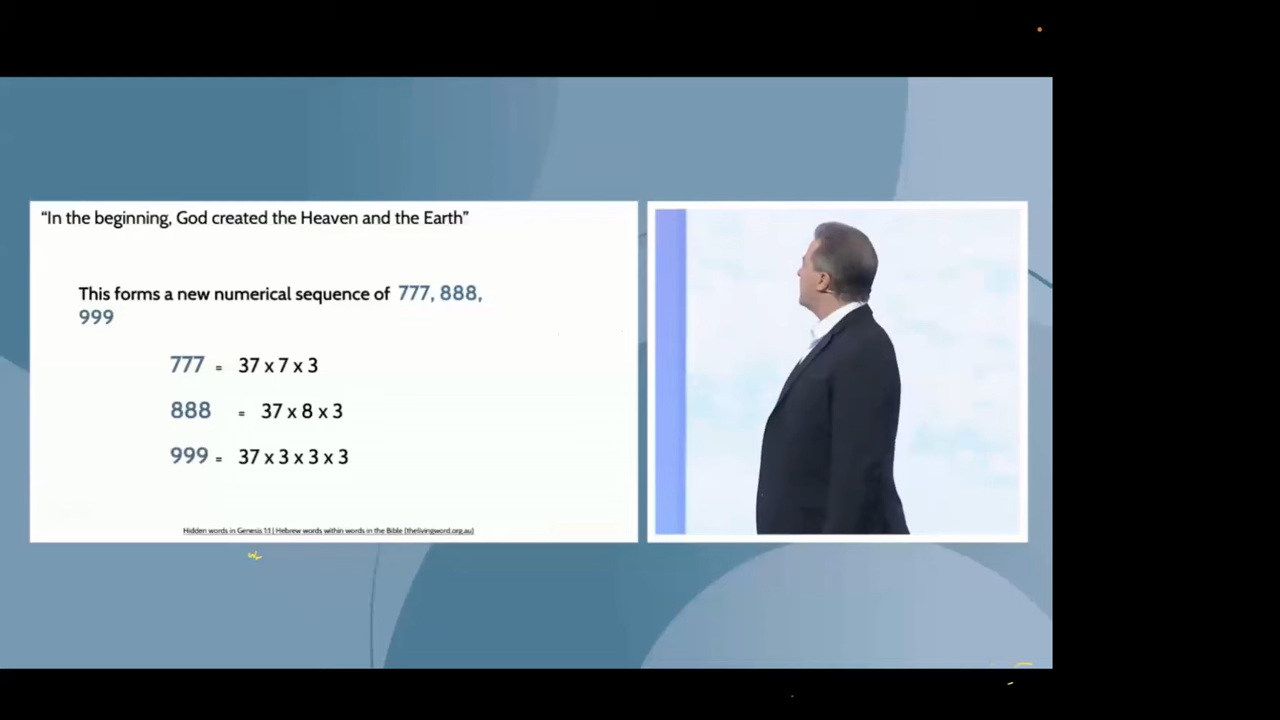 “In the beginning, God created the Heaven and the Earth”
This forms a new numerical sequence of 777, 888,
999
777 = 37 x 7 x 3
888 = 37 x 8 x 3
999 = 37 x 3 x 3 x 3
Hidden words in Genesis 1:1 | Hebrew words within words in the Bible (thelivingword.org.au)